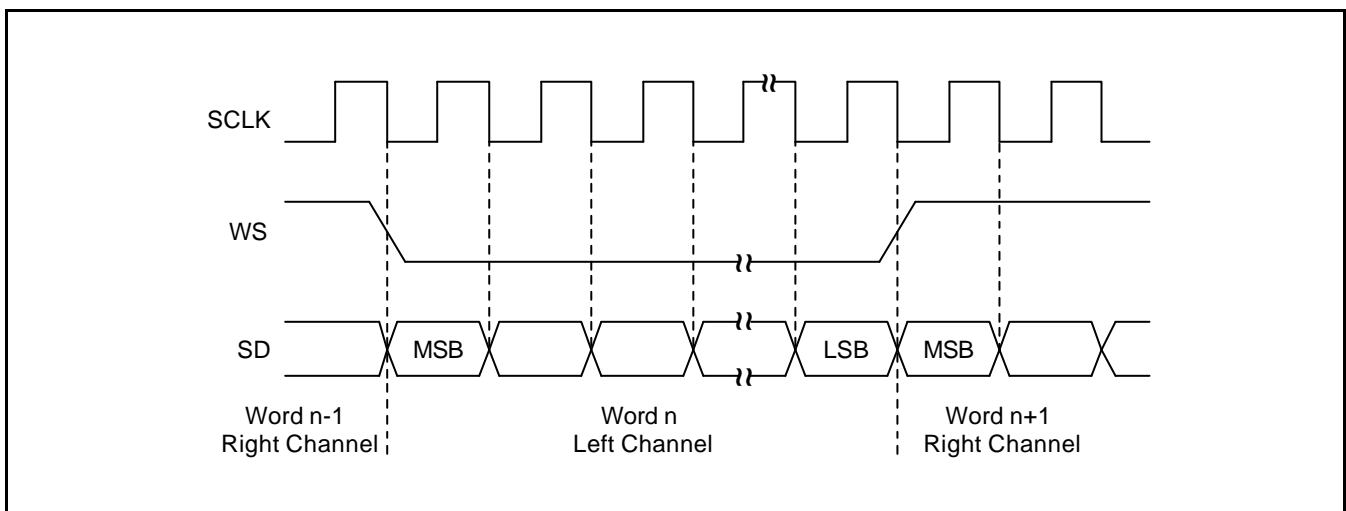 SCLK
WS
SD
MSB
LSB
MSB
Word n-1
Right Channel
Word n
Left Channel
Word n+1
Right Channel